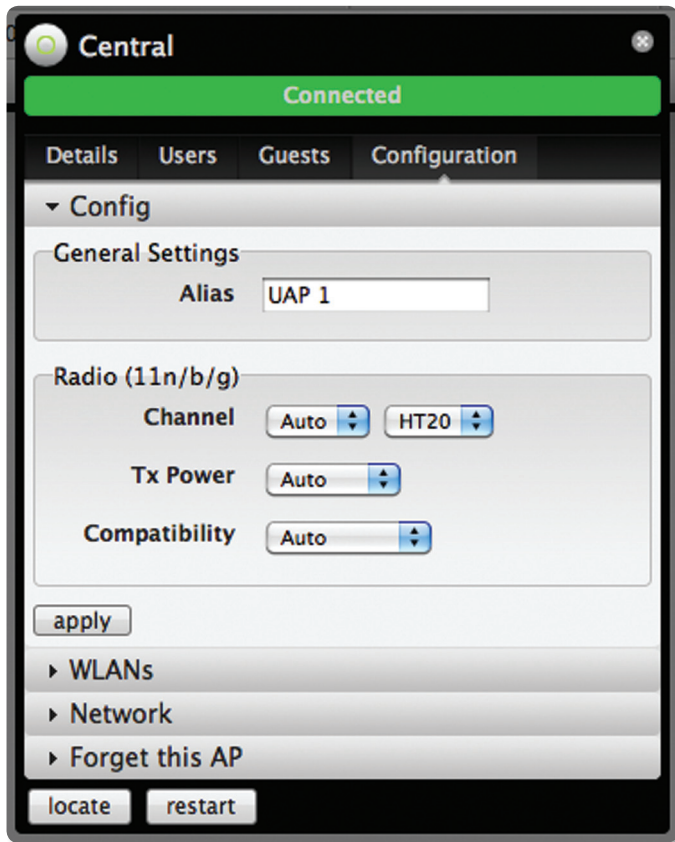 Central
Connected
Details Users Guests Configuration
Config
General Settings
Alias UAP 1
Radio (11n/b/g)
Channel Auto HT20
Tx Power Auto
Compatibility Auto
apply
WLANs
Network
Forget this AP
locate restart